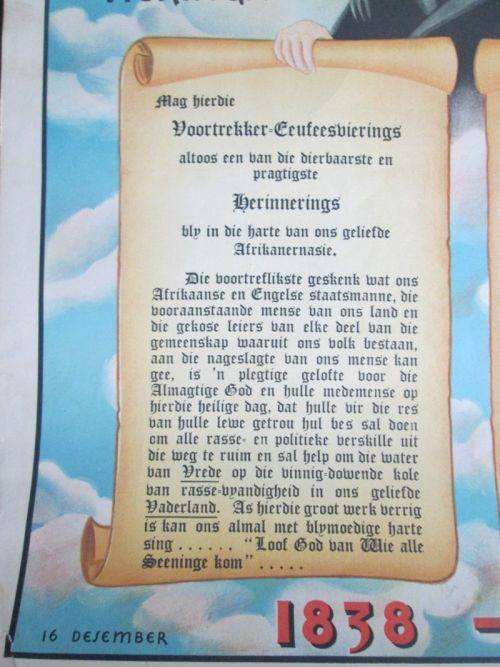 Mag hierdie
Voortrekker-Eeufeesvierings
altoos een van die dierbaarste en
pragtigste
Herinnerings
bly in die harte van ons geliefde
Afrikanernasie.
Die voortreflikste geskenk wat ons
Afrikaanse en Engelse staatsmanne, die
vooraanstaande mense van ons land en
die gekose leiers van elke deel van die
gemeenskap waaruit ons volk bestaan,
aan die nageslagte van ons mense kan
gee, is 'n plegtige gelofte voor die
Almagtige God en hulle medemense op
hierdie heilige dag, dat hulle vir die res
van hulle lewe getrou hul bes sal doen
om alle rasse- en politieke verskille uit
die weg te ruim en sal help om die water
van Vrede op die vinnig-dowende kole
van rasse-vyandigheid in ons geliefde
Vaderland. As hierdie groot werk verrig
is kan ons almal met blymoedige harte
sing ...... "Loof God van Wie alle
Seeninge kom" .....
1838 -
16 DESEMBER